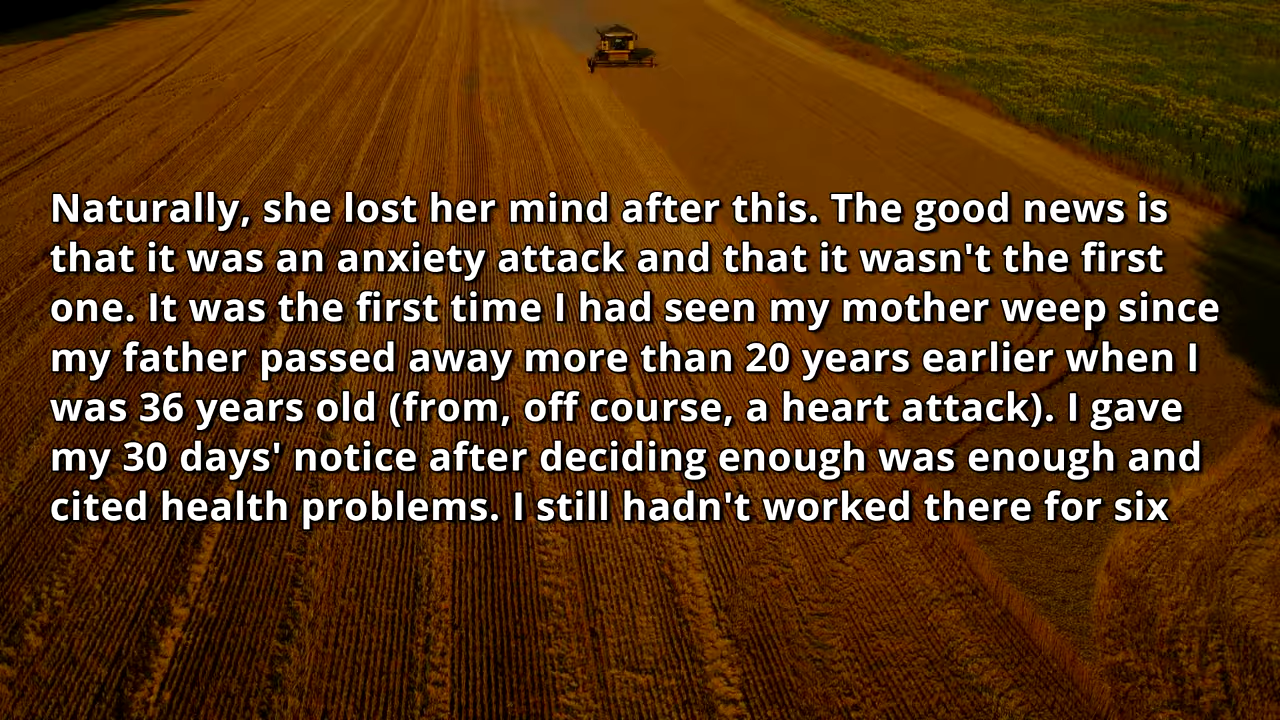 Naturally, she lost her mind after this. The good news is
that it was an anxiety attack and that it wasn't the first
one. It was the first time I had seen my mother weep since
my father passed away more than 20 years earlier when I
was 36 years old (from, off course, a heart attack). I gave
my 30 days' notice after deciding enough was enough and
cited health problems. I still hadn't worked there for six